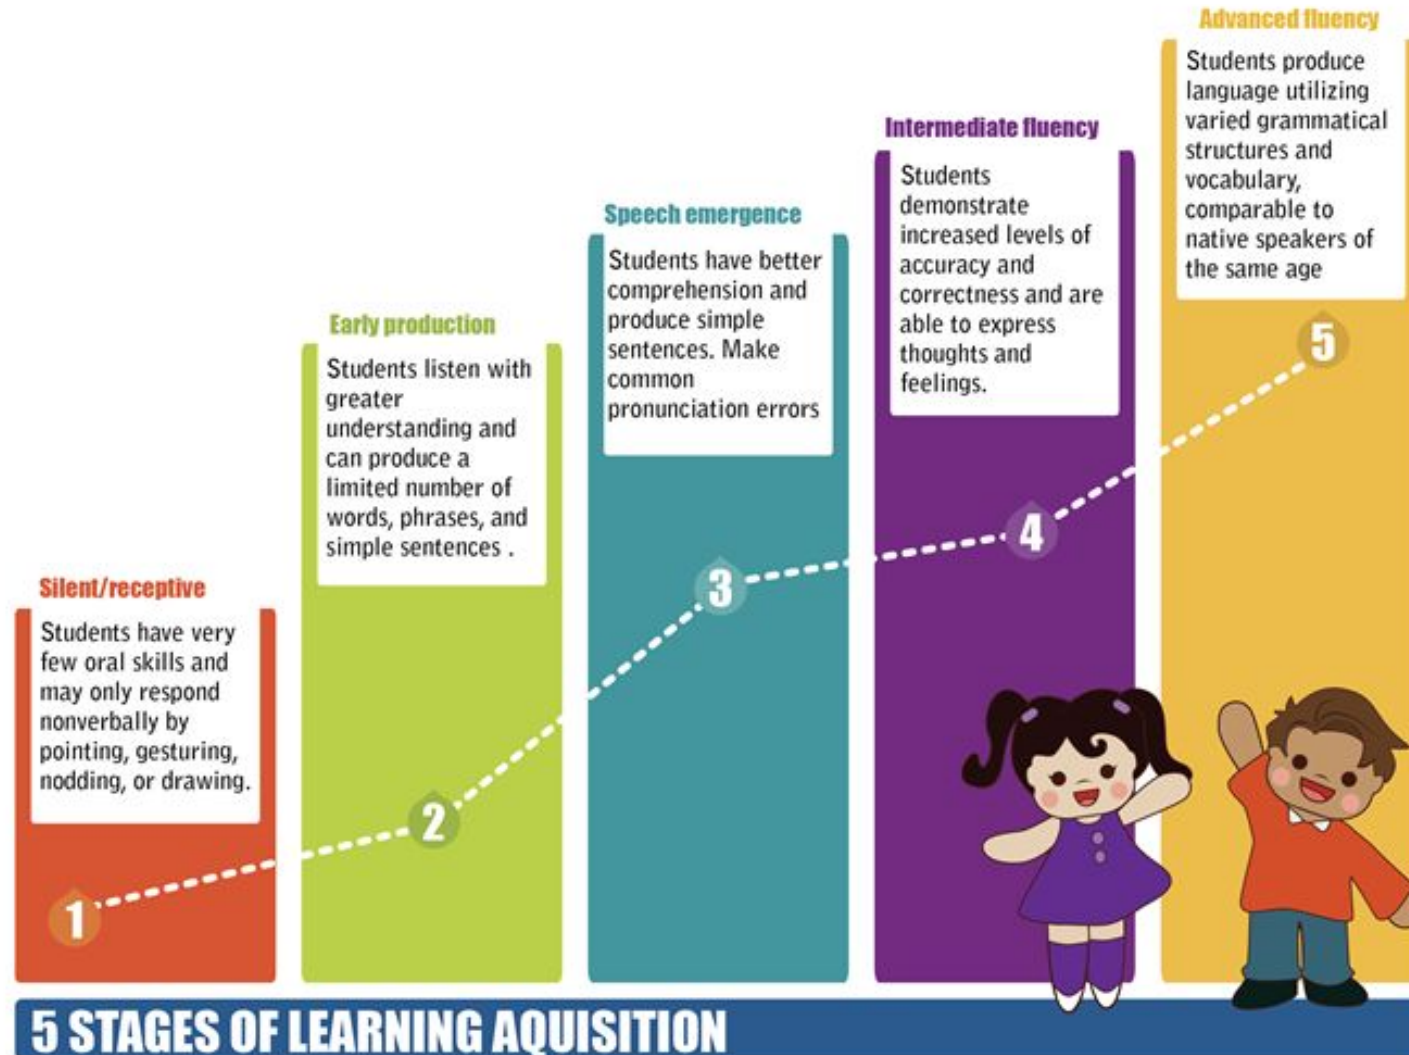 Silent/receptive
Students have very
few oral skills and
may only respond
nonverbally by
pointing, gesturing,
nodding, or drawing.
1
Early production
Students listen with
greater
understanding and
can produce a
limited number of
words, phrases, and
simple sentences .
2
Speech emergence
Students have better
comprehension and
produce simple
sentences. Make
common
pronunciation errors
3
Intermediate fluency
Students
demonstrate
increased levels of
accuracy and
correctness and are
able to express
thoughts and
feelings.
4
Advanced fluency
Students produce
language utilizing
varied grammatical
structures and
vocabulary,
comparable to
native speakers of
the same age
5
5 STAGES OF LEARNING AQUISITION